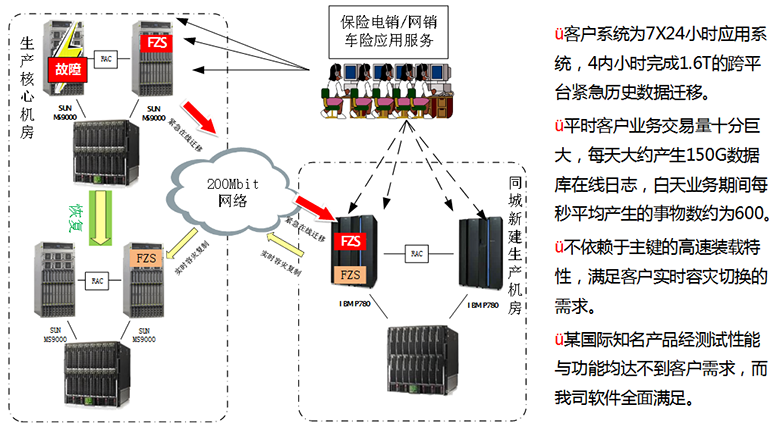 保险电销/网销
车险应用服务
生产核心机房
故障
FZS
RAC
SUN
M59000
SUN
M59000
紧急在线迁移
200Mbit
网络
恢复
FZS
RAC
SUN
M59000
SUN
MS9000
实时容灾复制
紧急在线迁移
实时容灾复制
同城新建生产机房
FZS
FZS
RAC
IBM P780
IBM P780
ü客户系统为7X24小时应用系
统，4内小时完成1.6T的跨平
台紧急历史数据迁移。
ü平时客户业务交易量十分巨
大，每天大约产生150G数据
库在线日志，白天业务期间每
秒平均产生的事物数约为600。
ü不依赖于主键的高速装载特
性，满足客户实时容灾切换的
需求。
ü某国际知名产品经测试性能
与功能均达不到客户需求，而
我司软件全面满足。